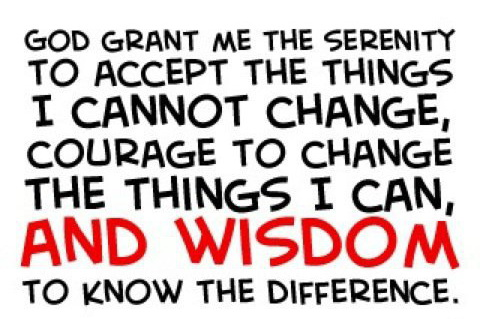 GOD GRANT ME THE SERENITY
TO ACCEPT THE THINGS
I CANNOT CHANGE,
COURAGE TO CHANGE
THE THINGS I CAN,
AND WISDOM
TO KNOW THE DIFFERENCE.